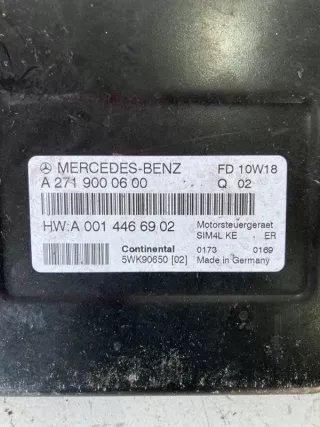 MERCEDES-BENZ FD 10W18
A 271 900 06 00 Q 02
H.W: A 001 446 69 02 Motorsteuergeraet
SIM4L KE ER
Continental 0173 0169
5WK90650 [02] Made in Germany